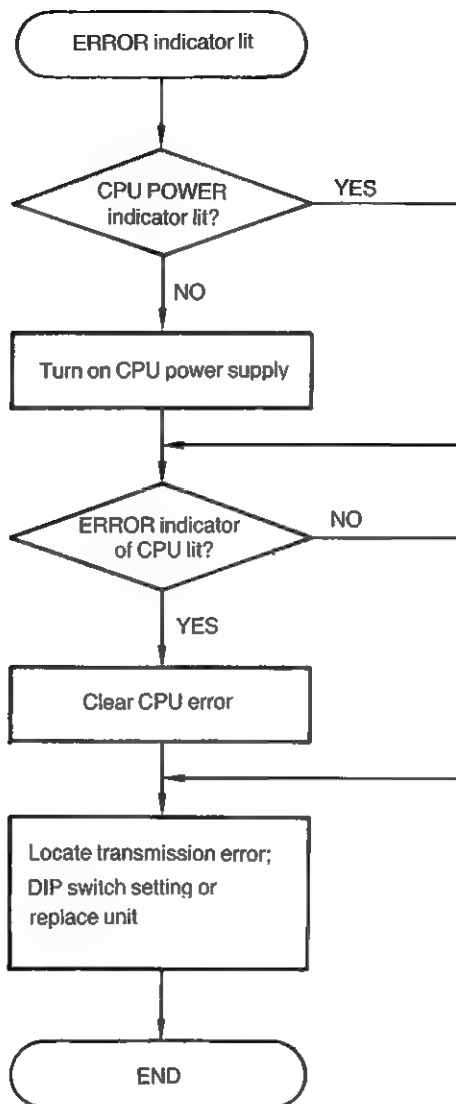 ERROR indicator lit
CPU POWER
indicator lit?
YES
NO
Turn on CPU power supply
ERROR indicator
of CPU lit?
NO
YES
Clear CPU error
Locate transmission error;
DIP switch setting or
replace unit
END